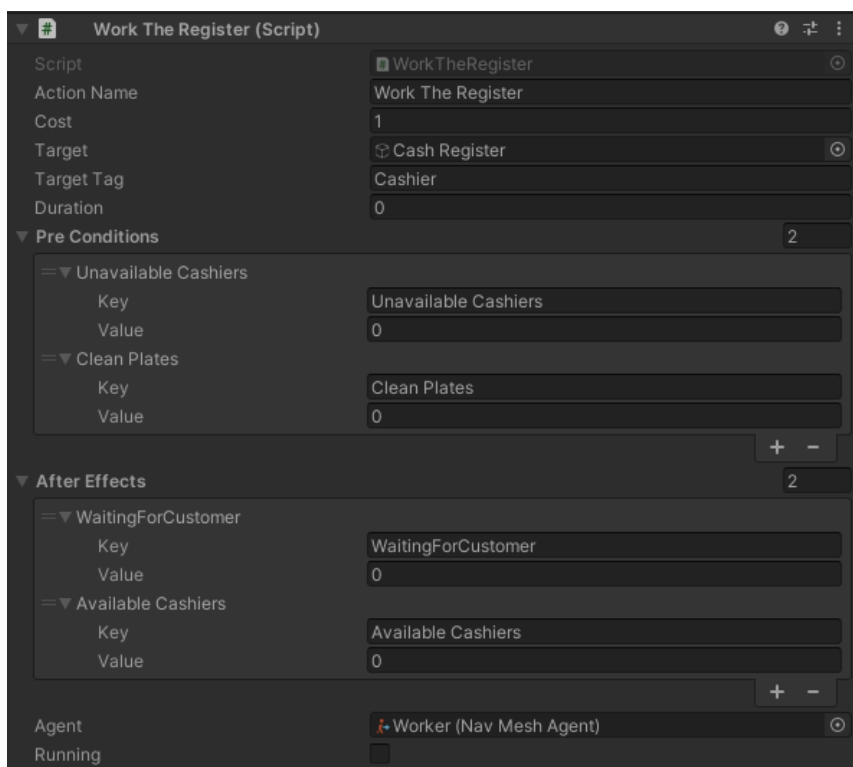 Work The Register (Script)
Script WorkTheRegister
Action Name Work The Register
Cost 1
Target Cash Register
Target Tag Cashier
Duration 0
Pre Conditions 2
Unavailable Cashiers
Key Unavailable Cashiers
Value 0
Clean Plates
Key Clean Plates
Value 0
+ -
After Effects 2
WaitingForCustomer
Key WaitingForCustomer
Value 0
Available Cashiers
Key Available Cashiers
Value 0
+ -
Agent Worker (Nav Mesh Agent)
Running